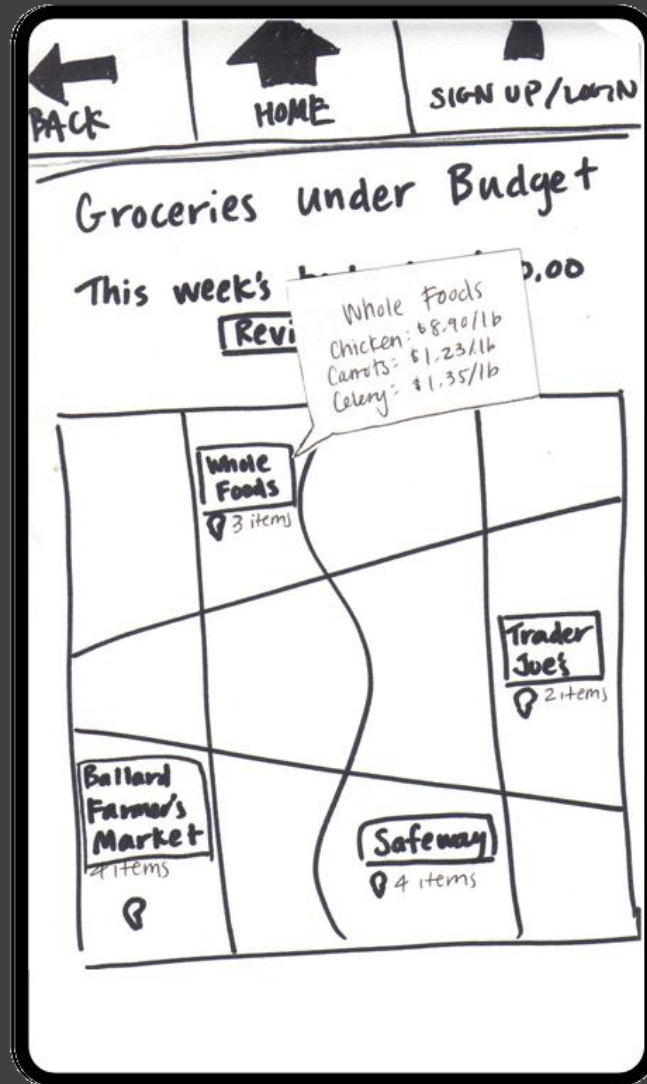 BACK
HOME
SIGN UP/LOGIN
Groceries under Budget
This week's 0.00
Revi
Whole Foods
Chicken: $8.90/lb
Carrots: $1.23/lb
Celery: $1.35/lb
Whole
Foods
3 items
Trader
Joe's
2 items
Ballard
Farmer's
Market
4 items
Safeway
4 items